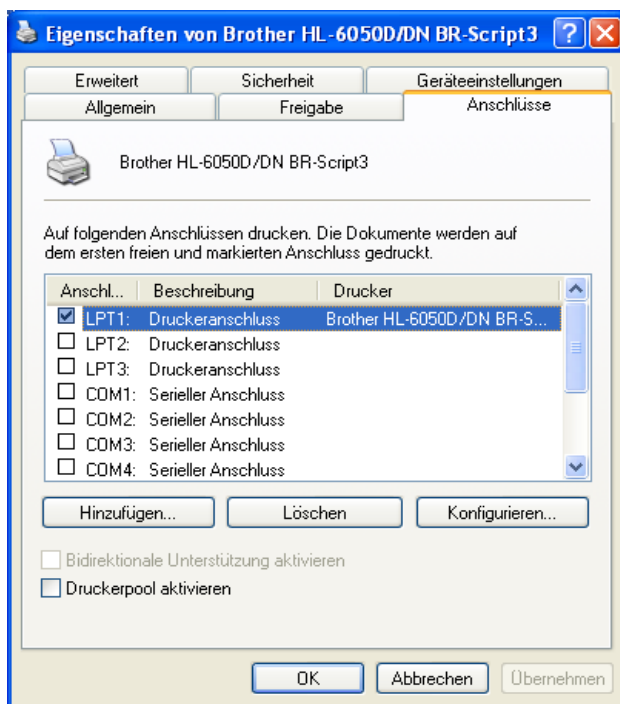 Eigenschaften von Brother HL-6050D/DN BR-Script3
Erweitert Sicherheit Geräteeinstellungen
Allgemein Freigabe Anschlüsse
Brother HL-6050D/DN BR-Script3
Auf folgenden Anschlüssen drucken. Die Dokumente werden auf
dem ersten freien und markierten Anschluss gedruckt.
Anschl... Beschreibung Drucker
LPT1: Druckeranschluss Brother HL-6050D/DN BR-S...
LPT2: Druckeranschluss
LPT3: Druckeranschluss
COM1: Serieller Anschluss
COM2: Serieller Anschluss
COM3: Serieller Anschluss
COM4: Serieller Anschluss
Hinzufügen... Löschen Konfigurieren...
Bidirektionale Unterstützung aktivieren
Druckerpool aktivieren
OK Abbrechen Übernehmen